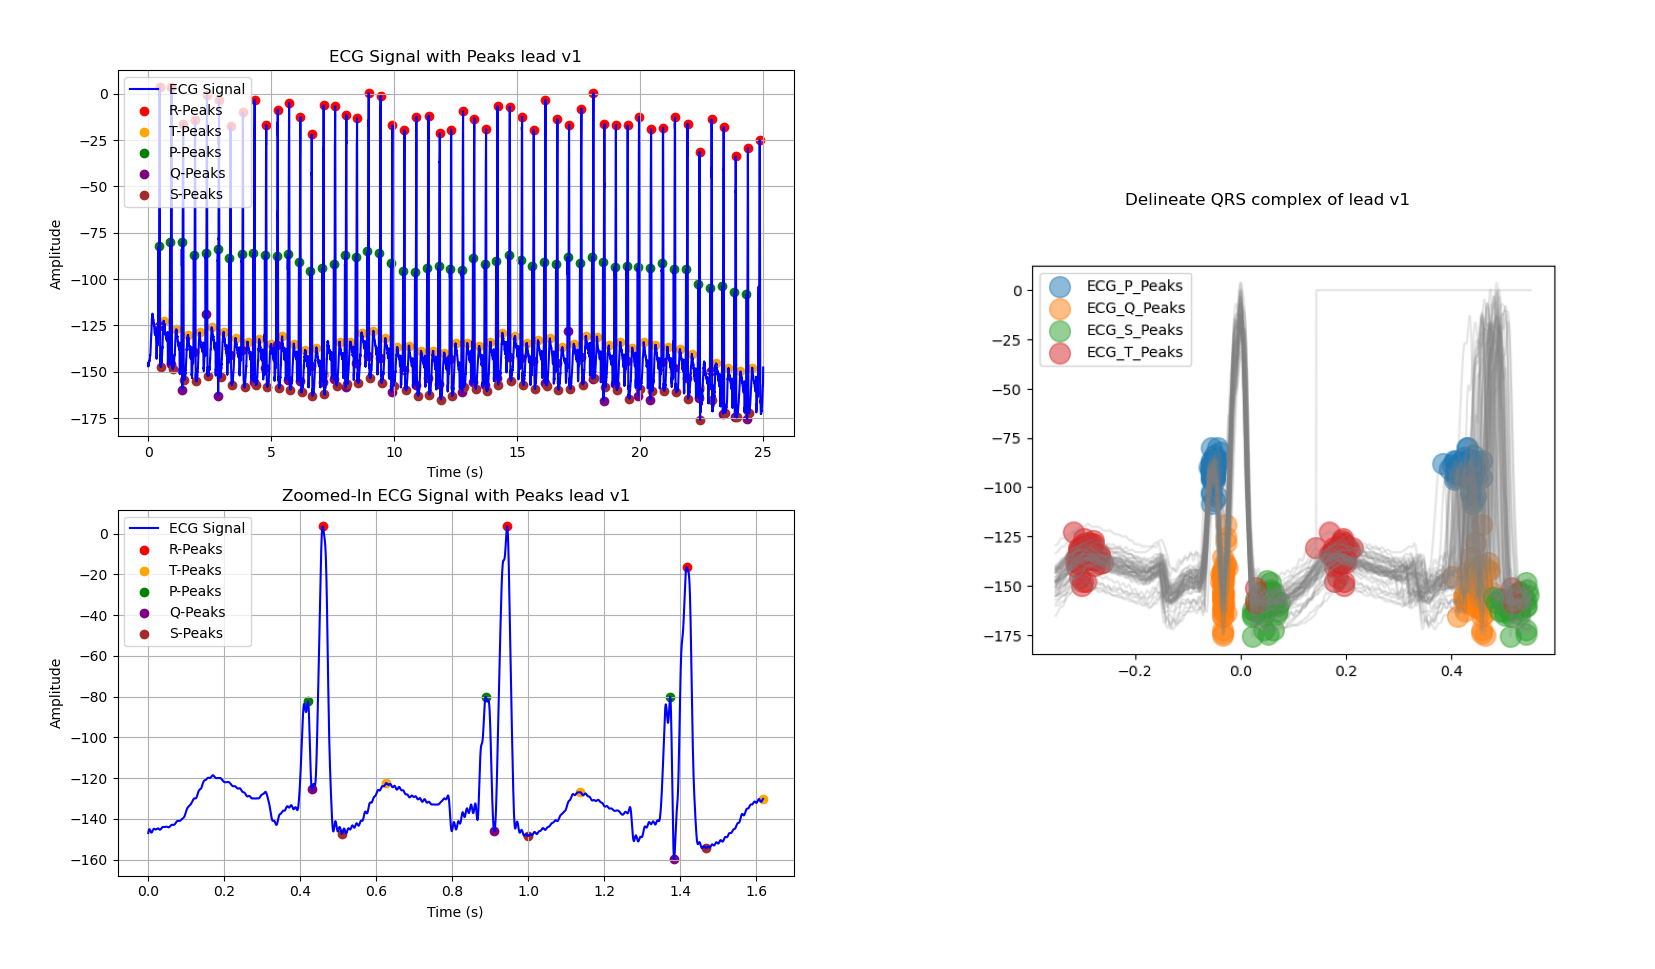 ECG Signal with Peaks lead v1
ECG Signal
R-Peaks
T-Peaks
P-Peaks
Q-Peaks
S-Peaks
Amplitude
0
−25
−50
−75
−100
−125
−150
−175
0 5 10 15 20 25
Time (s)
Zoomed-In ECG Signal with Peaks lead v1
ECG Signal
R-Peaks
T-Peaks
P-Peaks
Q-Peaks
S-Peaks
Amplitude
0
−20
−40
−60
−80
−100
−120
−140
−160
0.0 0.2 0.4 0.6 0.8 1.0 1.2 1.4 1.6
Time (s)
Delineate QRS complex of lead v1
ECG_P_Peaks
ECG_Q_Peaks
ECG_S_Peaks
ECG_T_Peaks
0
−25
−50
−75
−100
−125
−150
−175
−0.2 0.0 0.2 0.4